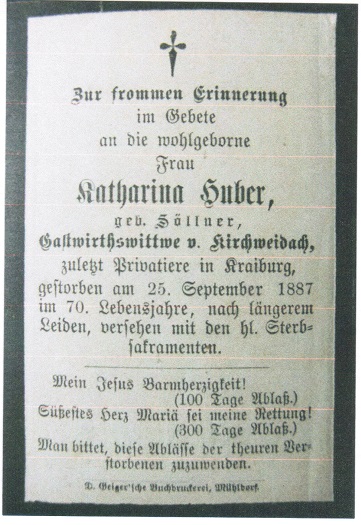 Zur frommen Erinnerung
im Gebete
an die wohlgeborne
Frau
Katharina Huber,
geb. Zöllner,
Gastwirthswittwe v. Kirchweidach,
zuletzt Privatiere in Kraiburg,
gestorben am 25. September 1887
im 70. Lebensjahre, nach längerem
Leiden, versehen mit den hl. Sterb-
sakramenten.
Mein Jesus Barmherzigkeit!
(100 Tage Ablaß.)
Süßestes Herz Mariä sei meine Rettung!
(300 Tage Ablaß.)
Man bittet, diese Ablässe der theuren Ver-
storbenen zuzuwenden.
D. Geiger'sche Buchdruckerei, Mühldorf.